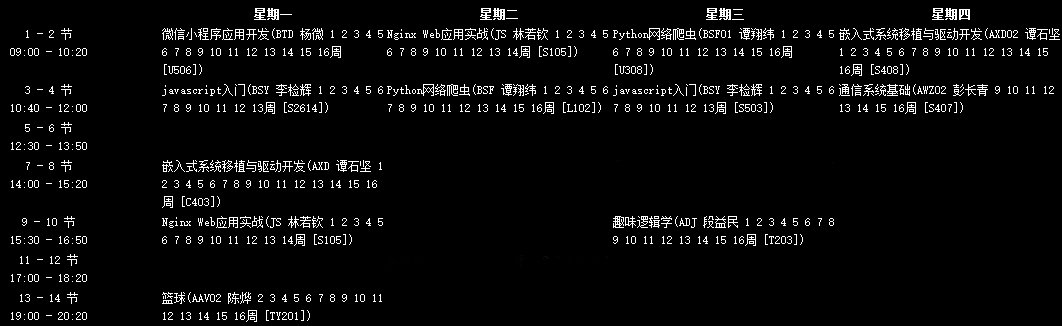 星期一 星期二 星期三 星期四
1 - 2 节 微信小程序应用开发(BTD 杨微 1 2 3 4 5 Nginx Web应用实战(JS 林若钦 1 2 3 4 5 Python网络爬虫(BSF01 谭翔纬 1 2 3 4 5 嵌入式系统移植与驱动开发(AXD02 谭石坚
09:00 - 10:20 6 7 8 9 10 11 12 13 14 15 16周 6 7 8 9 10 11 12 13 14周 [S105]) 6 7 8 9 10 11 12 13 14 15 16周 1 2 3 4 5 6 7 8 9 10 11 12 13 14 15
[U506]) [U308]) 16周 [S408])
3 - 4 节 javascript入门(BSY 李检辉 1 2 3 4 5 6 Python网络爬虫(BSF 谭翔纬 1 2 3 4 5 6 javascript入门(BSY 李检辉 1 2 3 4 5 6 通信系统基础(AWZ02 彭长青 9 10 11 12
10:40 - 12:00 7 8 9 10 11 12 13周 [S2614]) 7 8 9 10 11 12 13 14 15 16周 [L102]) 7 8 9 10 11 12 13周 [S503]) 13 14 15 16周 [S407])
5 - 6 节
12:30 - 13:50
7 - 8 节 嵌入式系统移植与驱动开发(AXD 谭石坚 1
14:00 - 15:20 2 3 4 5 6 7 8 9 10 11 12 13 14 15 16
周 [C403])
9 - 10 节 Nginx Web应用实战(JS 林若钦 1 2 3 4 5 趣味逻辑学(ADJ 段益民 1 2 3 4 5 6 7 8
15:30 - 16:50 6 7 8 9 10 11 12 13 14周 [S105]) 9 10 11 12 13 14 15 16周 [T203])
11 - 12 节
17:00 - 18:20
13 - 14 节 篮球(AAV02 陈烨 2 3 4 5 6 7 8 9 10 11
19:00 - 20:20 12 13 14 15 16周 [TY201])